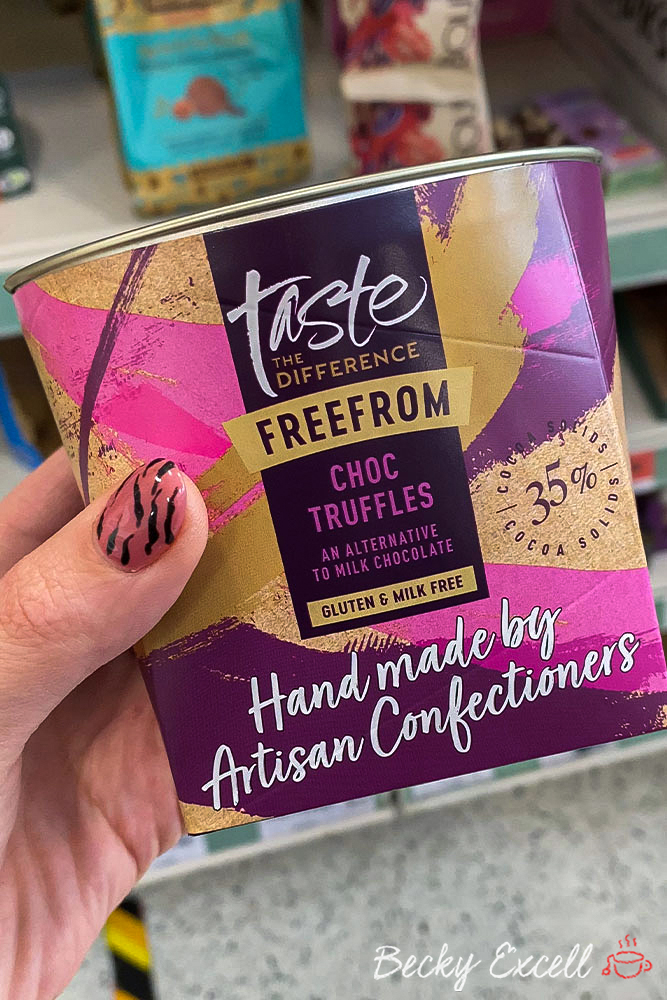 taste
THE
DIFFERENCE
FREEFROM
CHOC
TRUFFLES
AN ALTERNATIVE
TO MILK CHOCOLATE
GLUTEN & MILK FREE
COCOA SOLIDS
35%
COCOA SOLIDS
Hand made by
Artisan Confectioners
Becky Excell